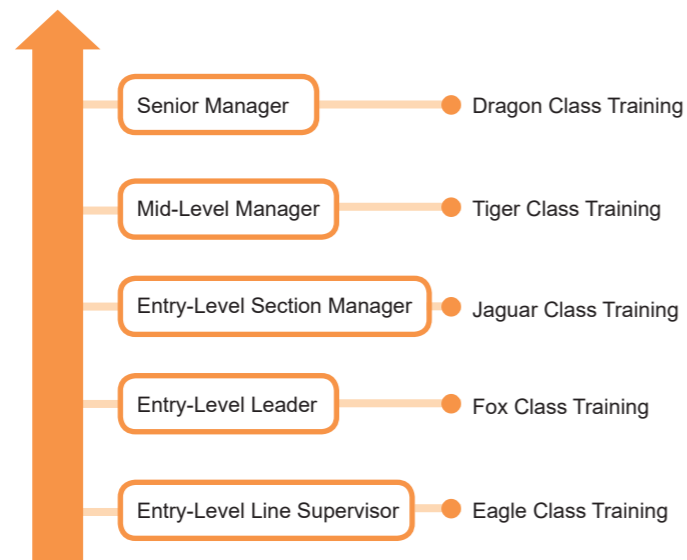 Senior Manager
Dragon Class Training
Mid-Level Manager
Tiger Class Training
Entry-Level Section Manager
Jaguar Class Training
Entry-Level Leader
Fox Class Training
Entry-Level Line Supervisor
Eagle Class Training